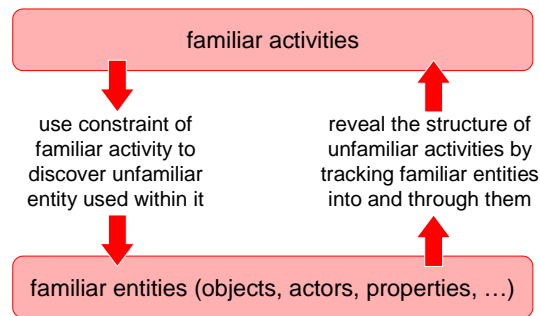 familiar activities
use constraint of
familiar activity to
discover unfamiliar
entity used within it
reveal the structure of
unfamiliar activities by
tracking familiar entities
into and through them
familiar entities (objects, actors, properties, …)